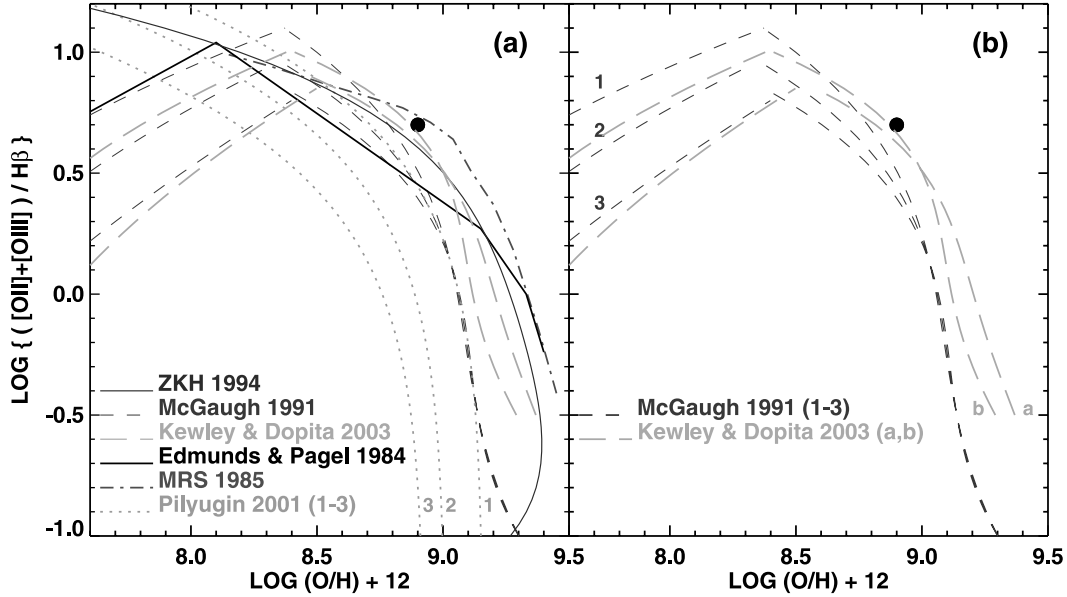 (a)
(b)
LOG { ( [OII]+[OIII] ) / Hβ }
1.0
0.5
0.0
-0.5
-1.0
1
2
3
ZKH 1994
McGaugh 1991
Kewley & Dopita 2003
Edmunds & Pagel 1984
MRS 1985
Pilyugin 2001 (1-3)
3
2
1
McGaugh 1991 (1-3)
Kewley & Dopita 2003 (a,b)
b
a
8.0
8.5
9.0
9.5
8.0
8.5
9.0
9.5
LOG (O/H) + 12
LOG (O/H) + 12